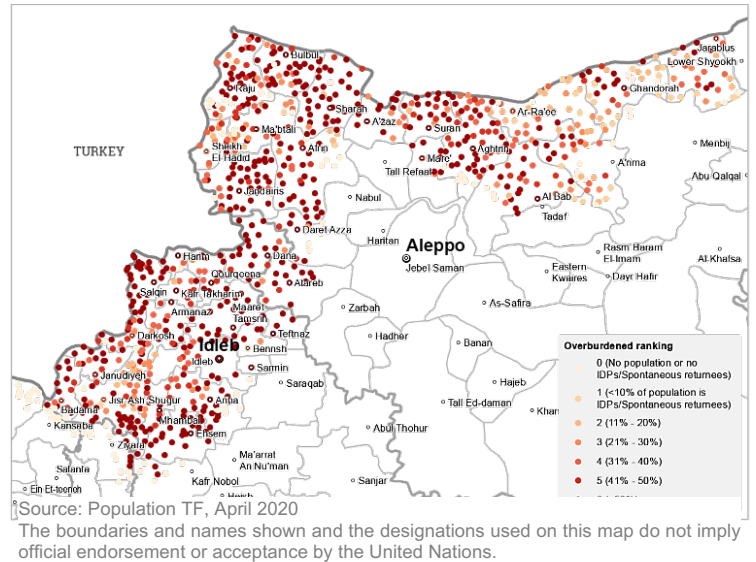 Jarablus
Bulbul
Lower Shyookh
Raju
Ghandorah
Sharan
Ar-Ra'ee
A'zaz
Ma'btali
Suran
TURKEY
Sheikh
El Hadid
Afrin
Aghtrin
Menbij
Mare'
A'rima
Tall Refaat
Abu Qalqal
Jandairis
Nabul
Al Bab
Tadaf
Daret Azza
Haritan
Aleppo
Rasm Haram
El-Imam
Harim
Dana
Jebel Saman
Al-Khafsa
Qourqeena
Eastern
Kwaires
Dayr Hafir
Atareb
Salqin
Kafr Takharim
Maaret
Tamsrin
Zarbah
As-Safira
Armanaz
Darkosh
Teftnaz
Hadher
Idleb
Bennsh
Banan
Idleb
Sarmin
Janudiyeh
Saraqab
Hajeb
Jisr-Ash-Shugur
Ariha
Tall Ed-daman
Khan
Badama
Mhambal
Kansaba
Ehsem
Abul Thohur
Ziyara
Ma'arrat
An Nu'man
Salanfa
Kafr Nobol
Sanjar
Ein Et-teeneh
Heish
Overburdened ranking
0 (No population or no
IDPs/Spontaneous returnees)
1 (<10% of population is
IDPs/Spontaneous returnees)
2 (11% - 20%)
3 (21% - 30%)
4 (31% - 40%)
5 (41% - 50%)
Source: Population TF, April 2020
The boundaries and names shown and the designations used on this map do not imply
official endorsement or acceptance by the United Nations.